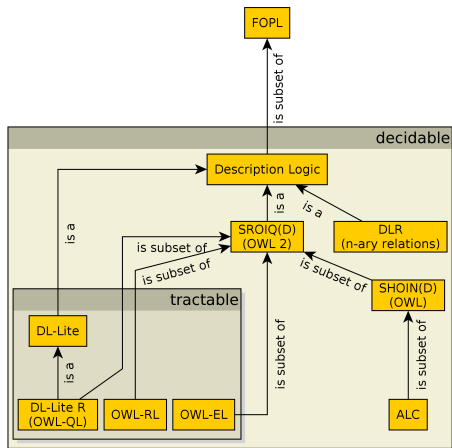 FOPL
is subset of
decidable
Description Logic
is a
is a
is a
SROIQ(D)
(OWL 2)
DLR
(n-ary relations)
is subset of
is subset of
is subset of
SHOIN(D)
(OWL)
tractable
DL-Lite
is a
is subset of
is subset of
DL-Lite R
(OWL-QL)
OWL-RL
OWL-EL
ALC